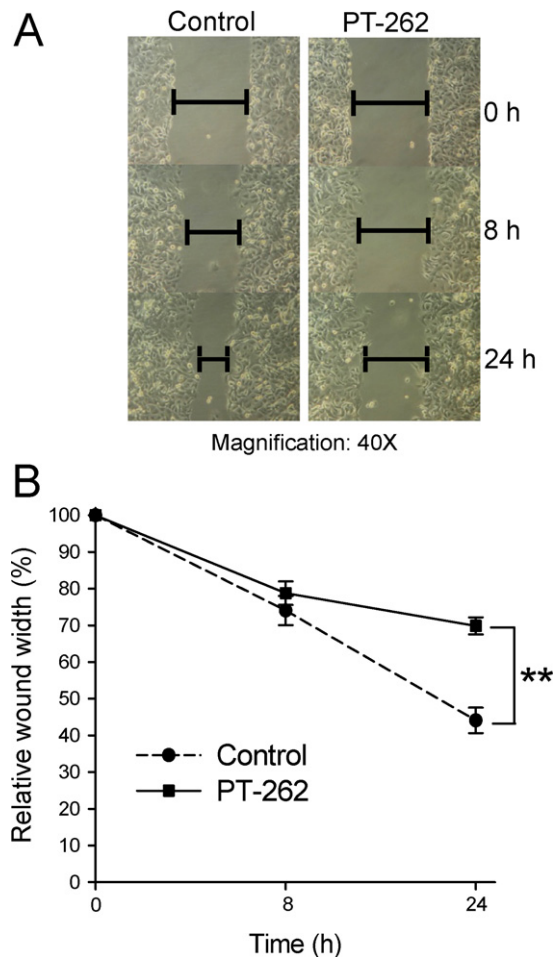 A
Control PT-262
0 h
8 h
24 h
Magnification: 40X
B
Relative wound width (%)
100
90
80
70
60
50
40
30
20
10
0
**
Control
PT-262
0 8 24
Time (h)